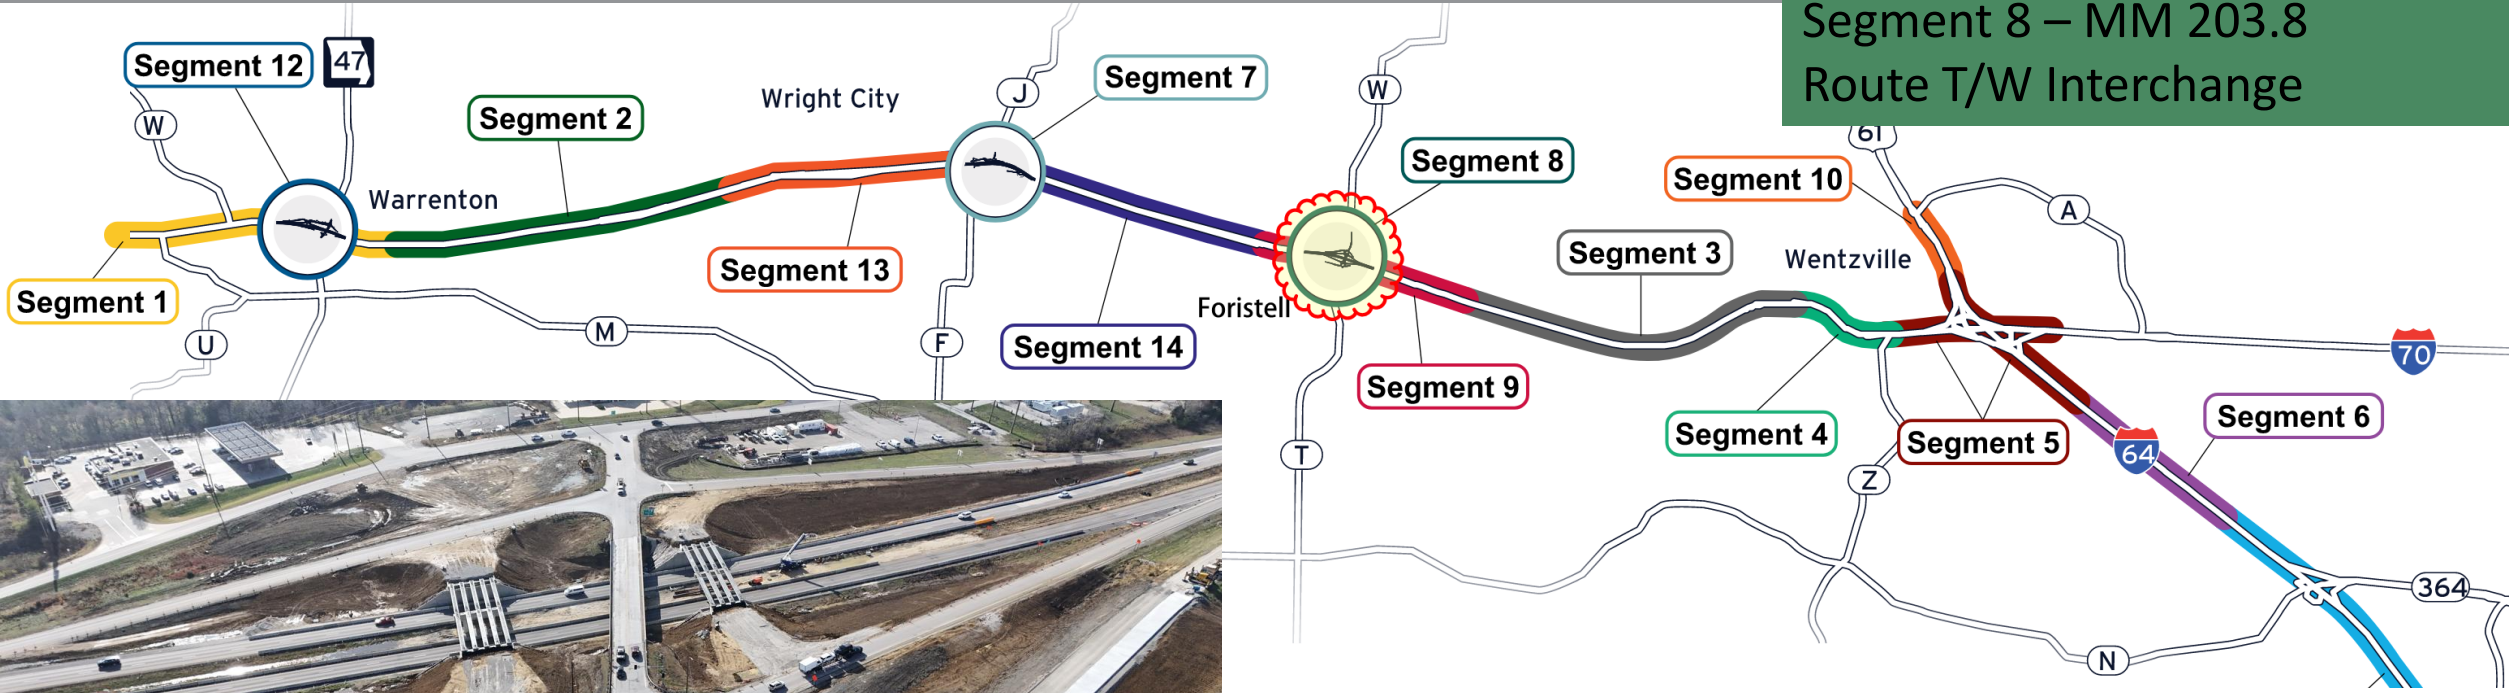 Segment 8 – MM 203.8
Route T/W Interchange
Segment 12
47
W
Segment 2
Wright City
J
Segment 7
W
Segment 8
61
Segment 10
A
Warrenton
Segment 13
Segment 1
U
M
F
Segment 14
Foristell
Segment 9
Segment 3
Wentzville
70
T
Segment 4
Segment 5
Z
64
Segment 6
364
N